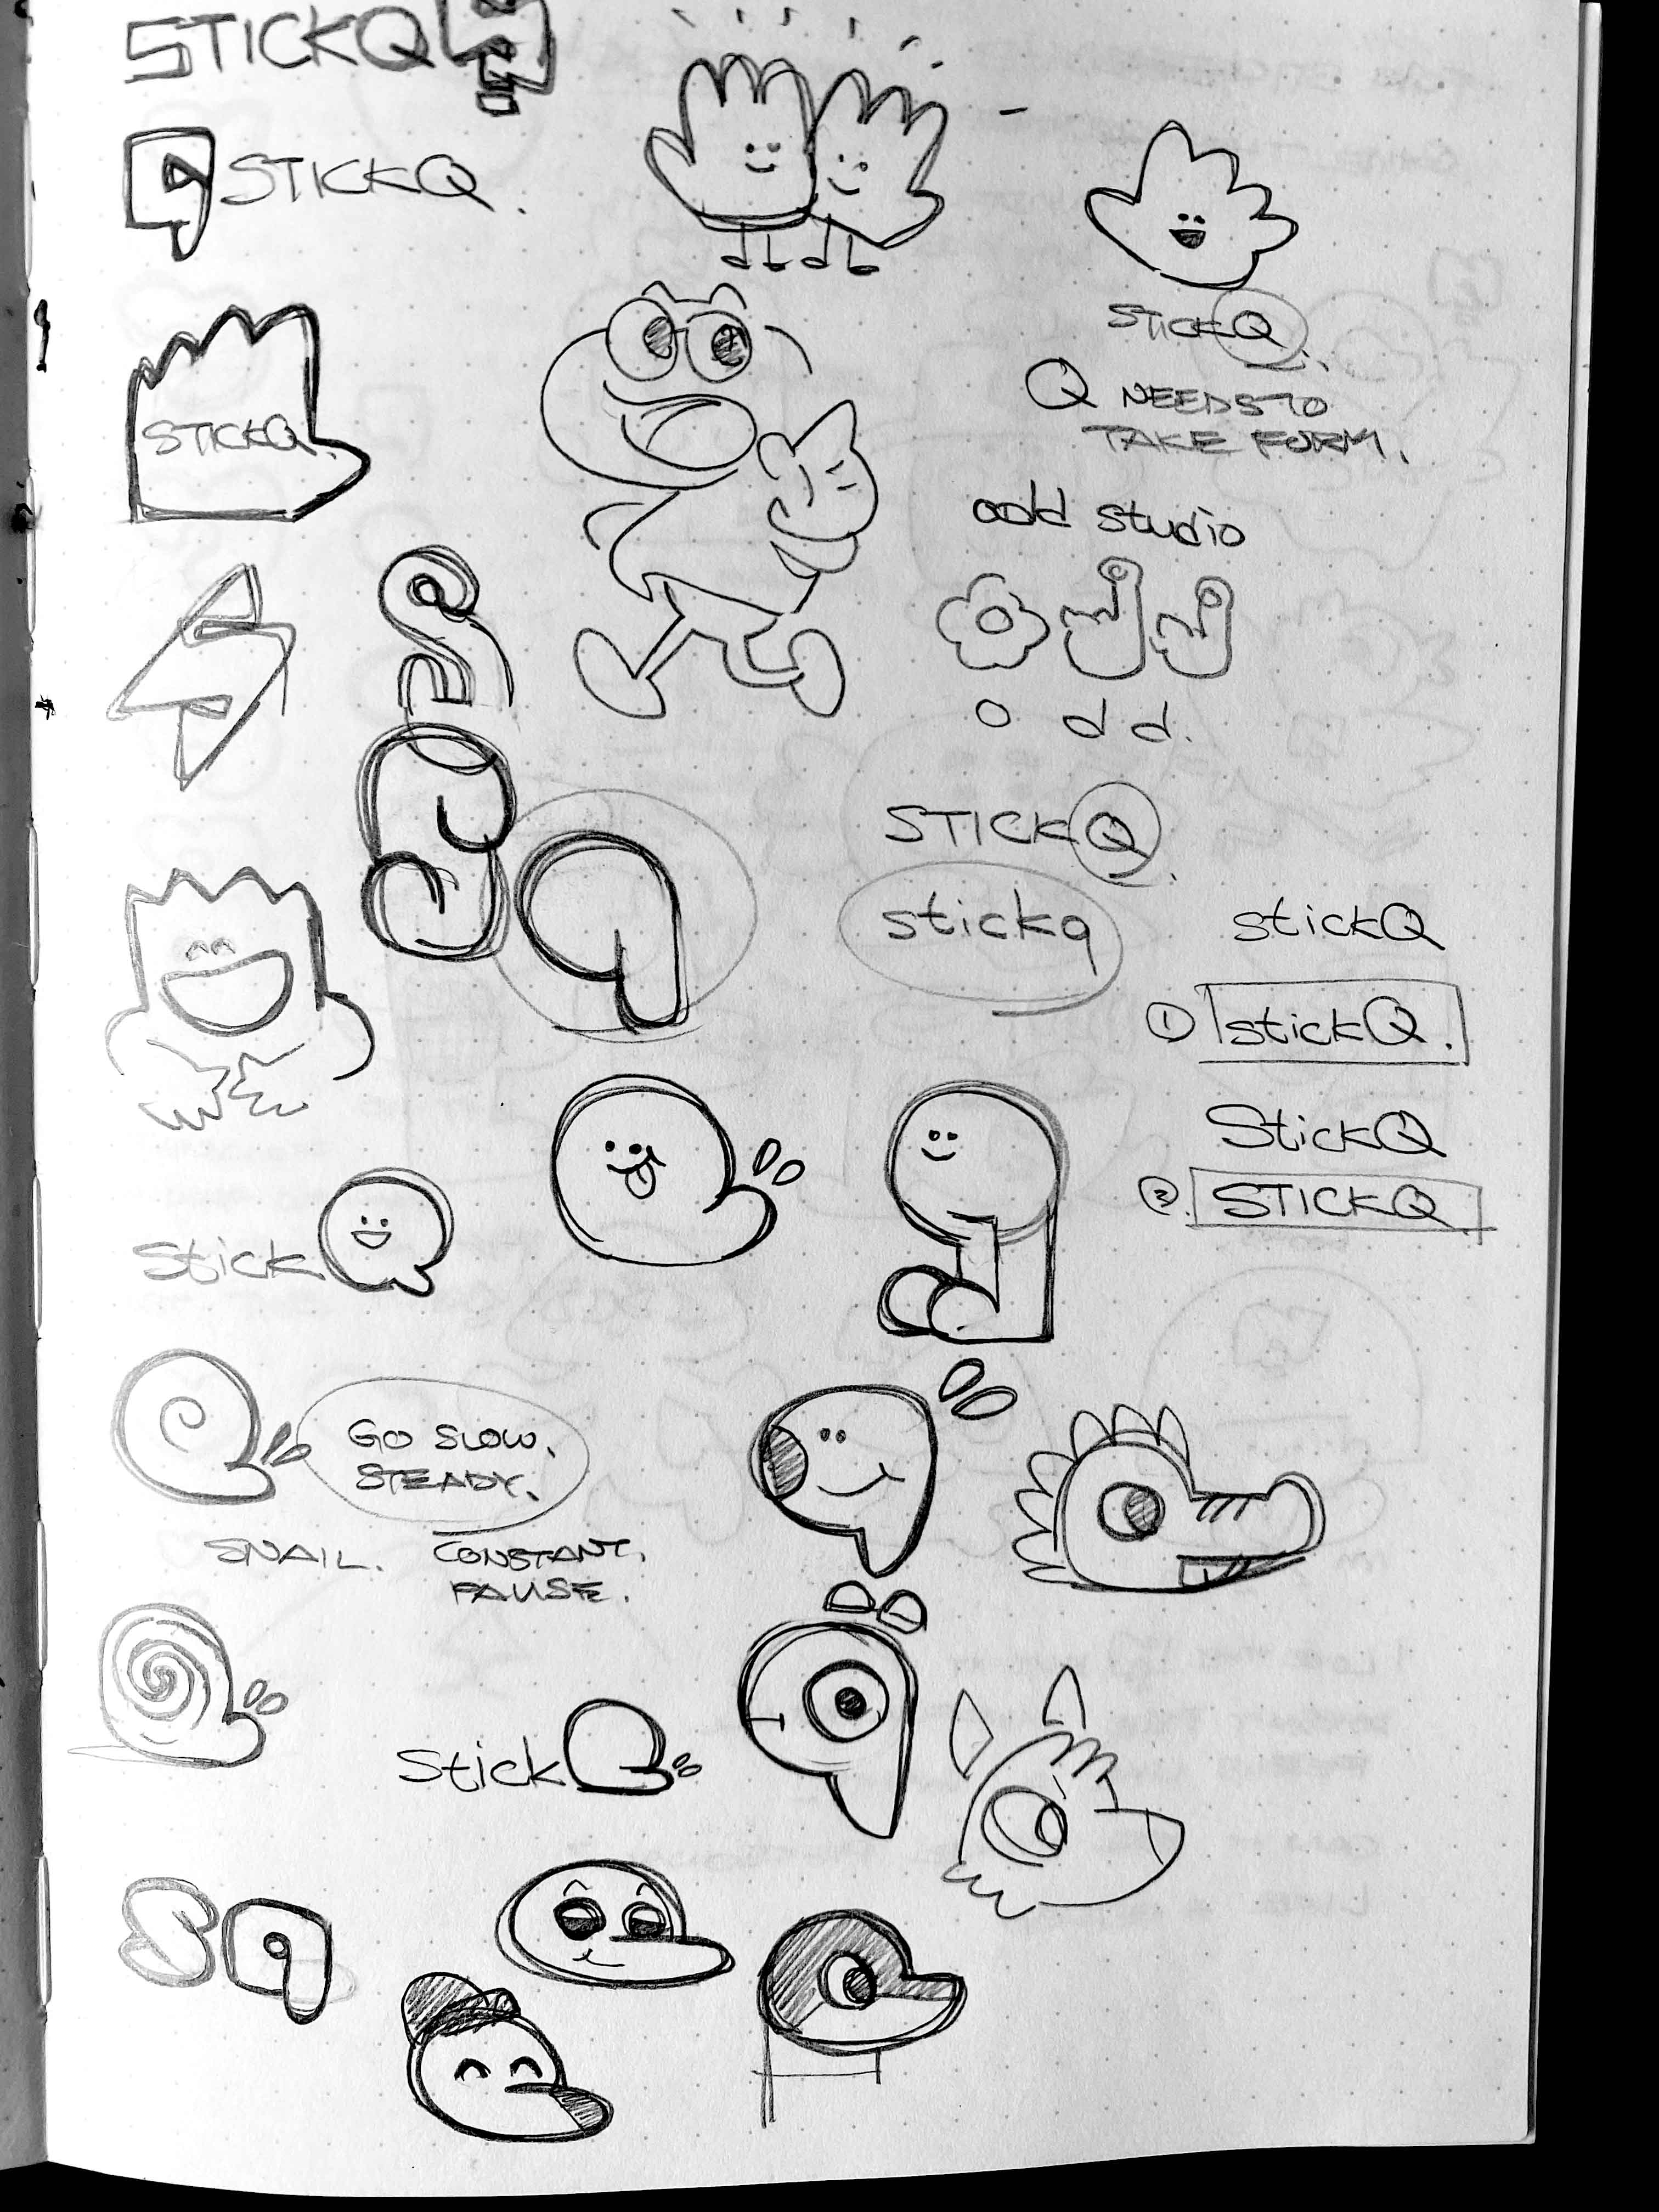 STICKQ
STICKQ.
STICKQ.
STICKQ.
Q NEEDS TO
TAKE FORM.
odd studio
o d d.
STICKQ.
stickq
stickQ
① stickQ.
StickQ
②. STICKQ.
Stick
GO SLOW.
STEADY.
SNAIL.
CONSTANT.
PAUSE.
stick
sq